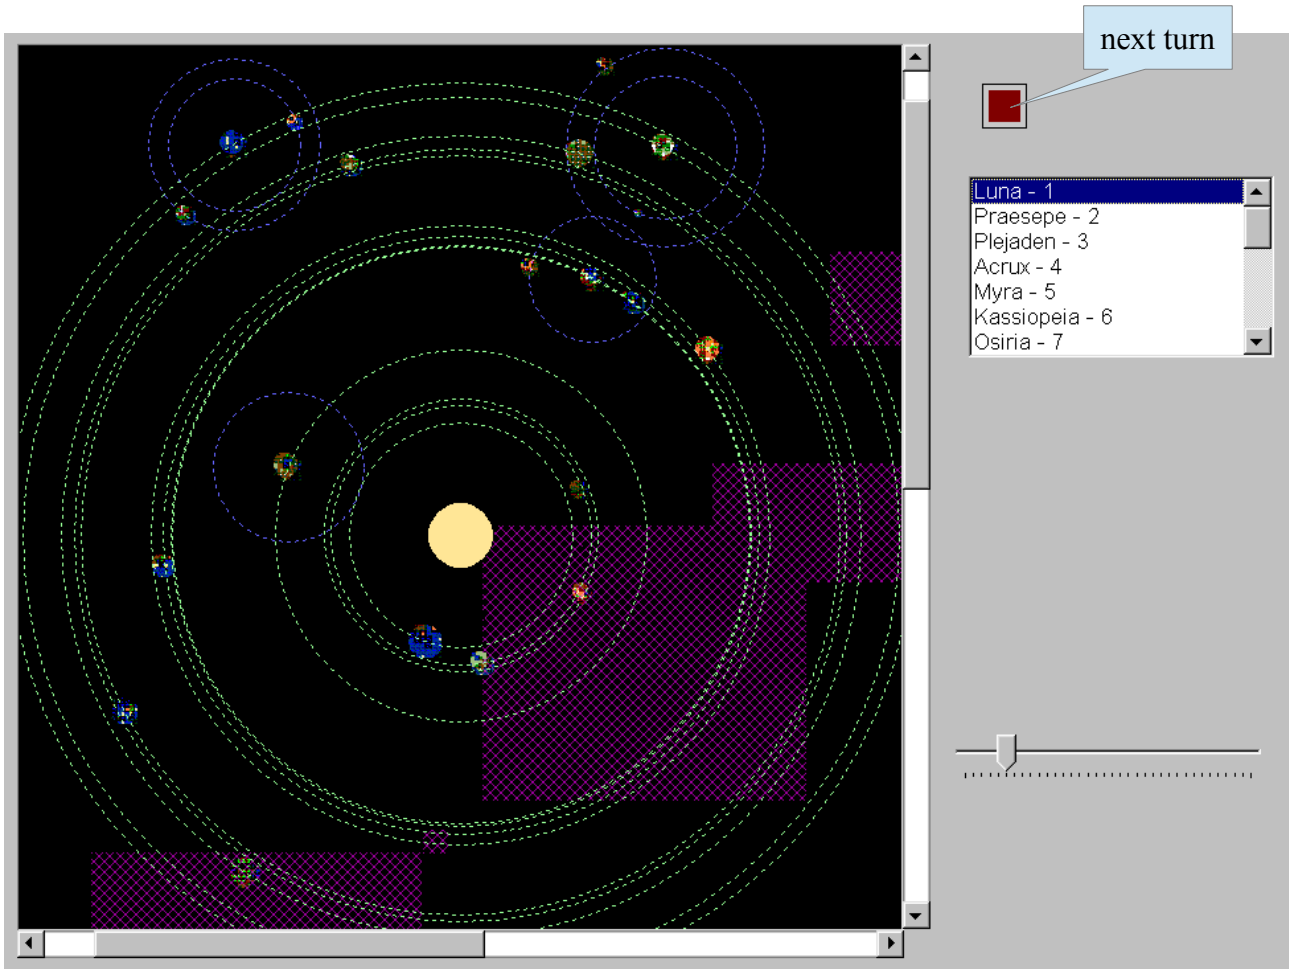 next turn
Luna - 1
Praesepe - 2
Plejaden - 3
Acrux - 4
Myra - 5
Kassiopeia - 6
Osiria - 7